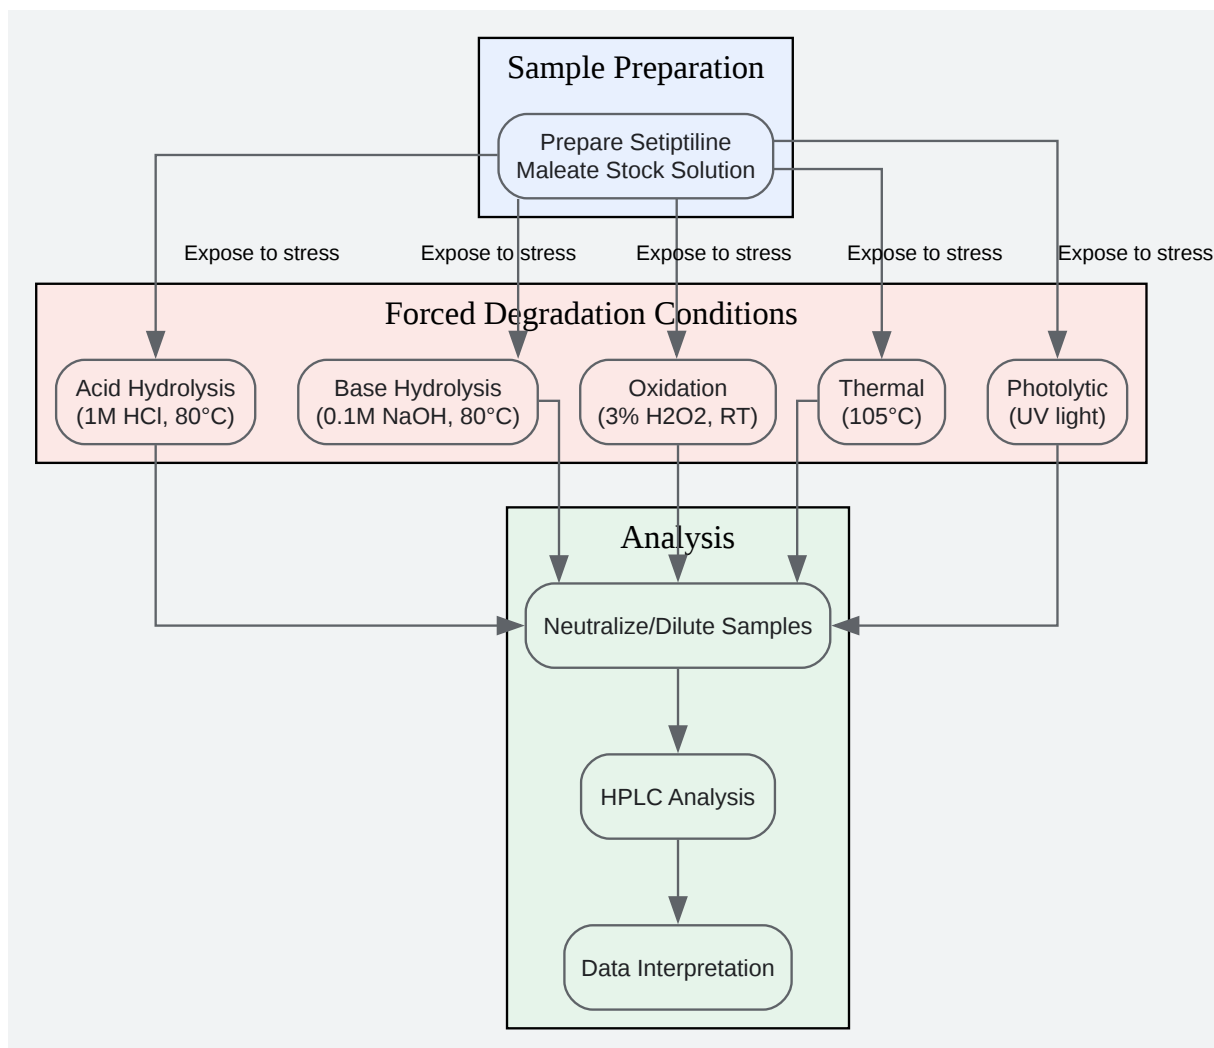 Sample Preparation
Prepare Setiptiline
Maleate Stock Solution
Expose to stress
Expose to stress
Expose to stress
Expose to stress
Expose to stress
Forced Degradation Conditions
Acid Hydrolysis
(1M HCl, 80°C)
Base Hydrolysis
(0.1M NaOH, 80°C)
Oxidation
(3% H2O2, RT)
Thermal
(105°C)
Photolytic
(UV light)
Analysis
Neutralize/Dilute Samples
HPLC Analysis
Data Interpretation